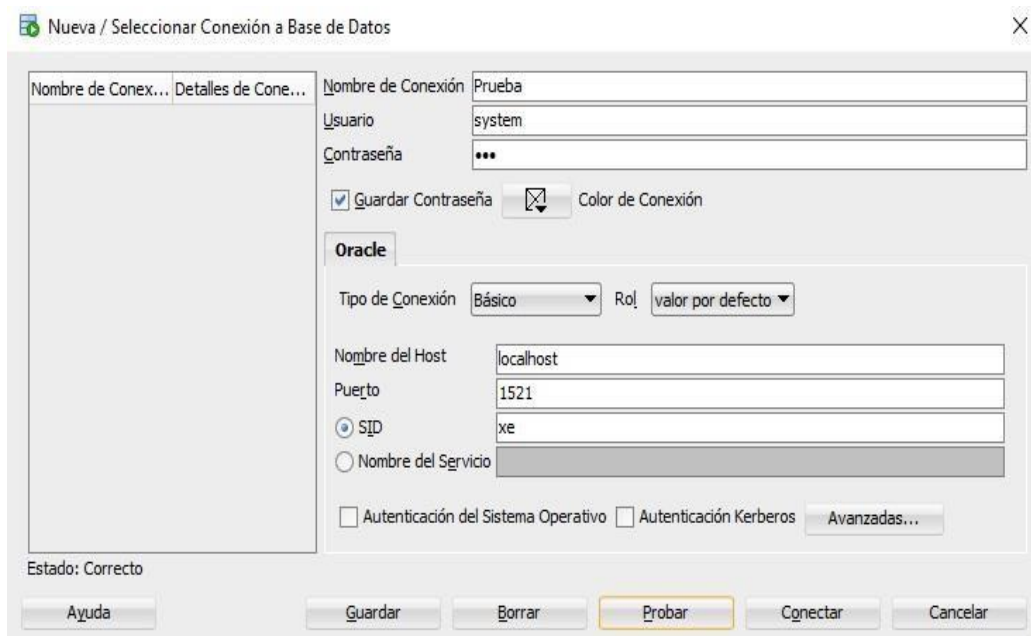 Nueva / Seleccionar Conexión a Base de Datos
Nombre de Conex... Detalles de Cone...
Nombre de Conexión Prueba
Usuario system
Contraseña •••
Guardar Contraseña Color de Conexión
Oracle
Tipo de Conexión Básico Rol valor por defecto
Nombre del Host localhost
Puerto 1521
SID xe
Nombre del Servicio
Autenticación del Sistema Operativo Autenticación Kerberos Avanzadas...
Estado: Correcto
Ayuda Guardar Borrar Probar Conectar Cancelar